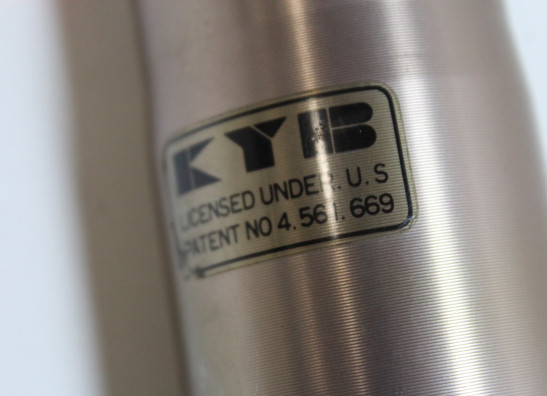 KYB
LICENSED UNDER. U.S
PATENT NO 4.561.669